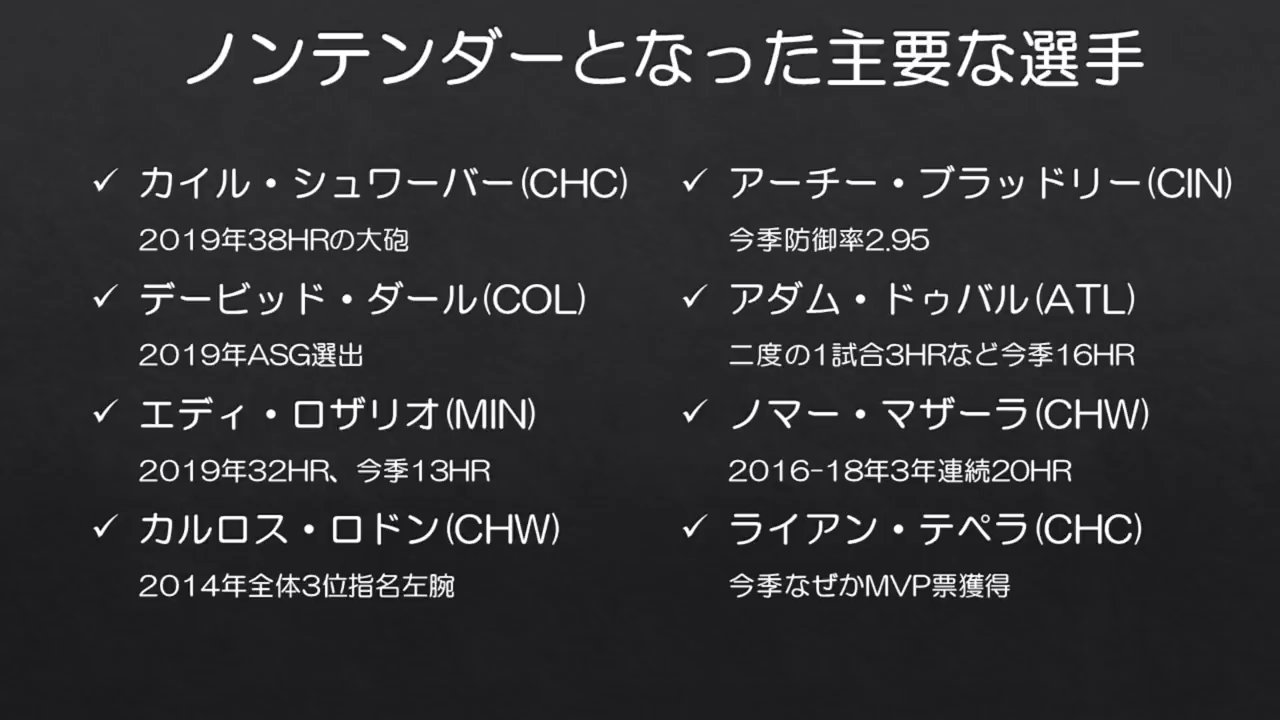 ノンテンダーとなった主要な選手
✓ カイル・シュワーバー(CHC)
2019年38HRの大砲
✓ デービッド・ダール(COL)
2019年ASG選出
✓ エディ・ロザリオ(MIN)
2019年32HR、今季13HR
✓ カルロス・ロドン(CHW)
2014年全体3位指名左腕
✓ アーチー・ブラッドリー(CIN)
今季防御率2.95
✓ アダム・ドゥバル(ATL)
二度の1試合3HRなど今季16HR
✓ ノマー・マザーラ(CHW)
2016-18年3年連続20HR
✓ ライアン・テペラ(CHC)
今季なぜかMVP票獲得